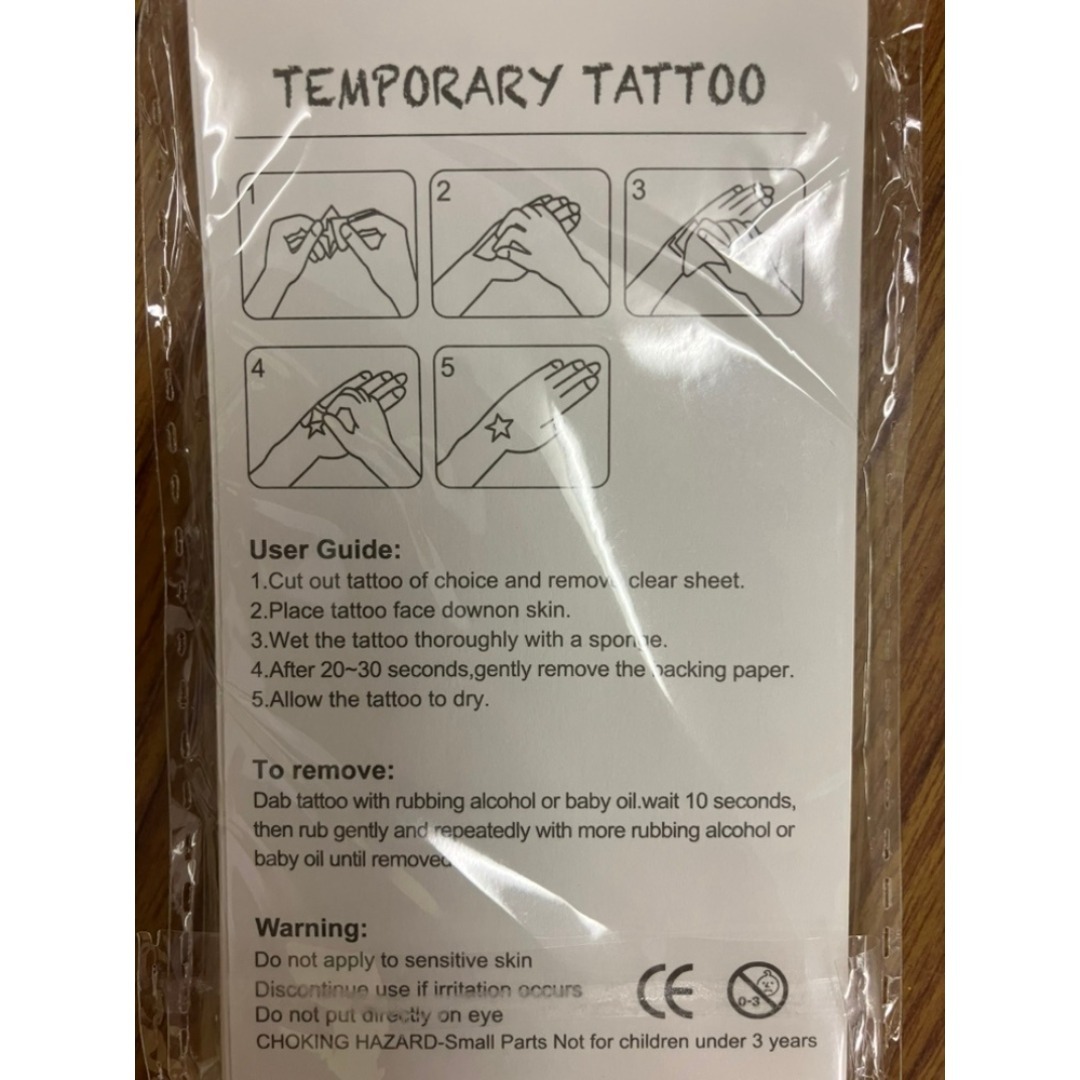 TEMPORARY TATTOO
1
2
3
4
5
User Guide:
1.Cut out tattoo of choice and remove clear sheet.
2.Place tattoo face downon skin.
3.Wet the tattoo thoroughly with a sponge.
4.After 20~30 seconds,gently remove the backing paper.
5.Allow the tattoo to dry.
To remove:
Dab tattoo with rubbing alcohol or baby oil.wait 10 seconds,
then rub gently and repeatedly with more rubbing alcohol or
baby oil until removed
Warning:
Do not apply to sensitive skin
Discontinue use if irritation occurs
Do not put directly on eye
CE
0-3
CHOKING HAZARD-Small Parts Not for children under 3 years